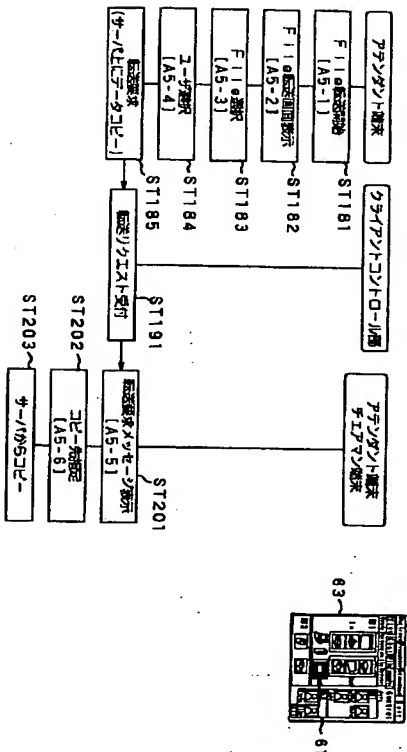 アテンダント端末
File転送開始
[A5-1]
ST181
File転送画面表示
[A5-2]
ST182
File選択
[A5-3]
ST183
ユーザ選択
[A5-4]
ST184
転送要求
(サーバ上にデータコピー)
ST185
クライアントコントロール部
転送リクエスト受付
ST191
アテンダント端末
チェアマン端末
転送要求メッセージ表示
[A5-5]
ST201
コピー先指定
[A5-6]
ST202
サーバからコピー
ST203
63